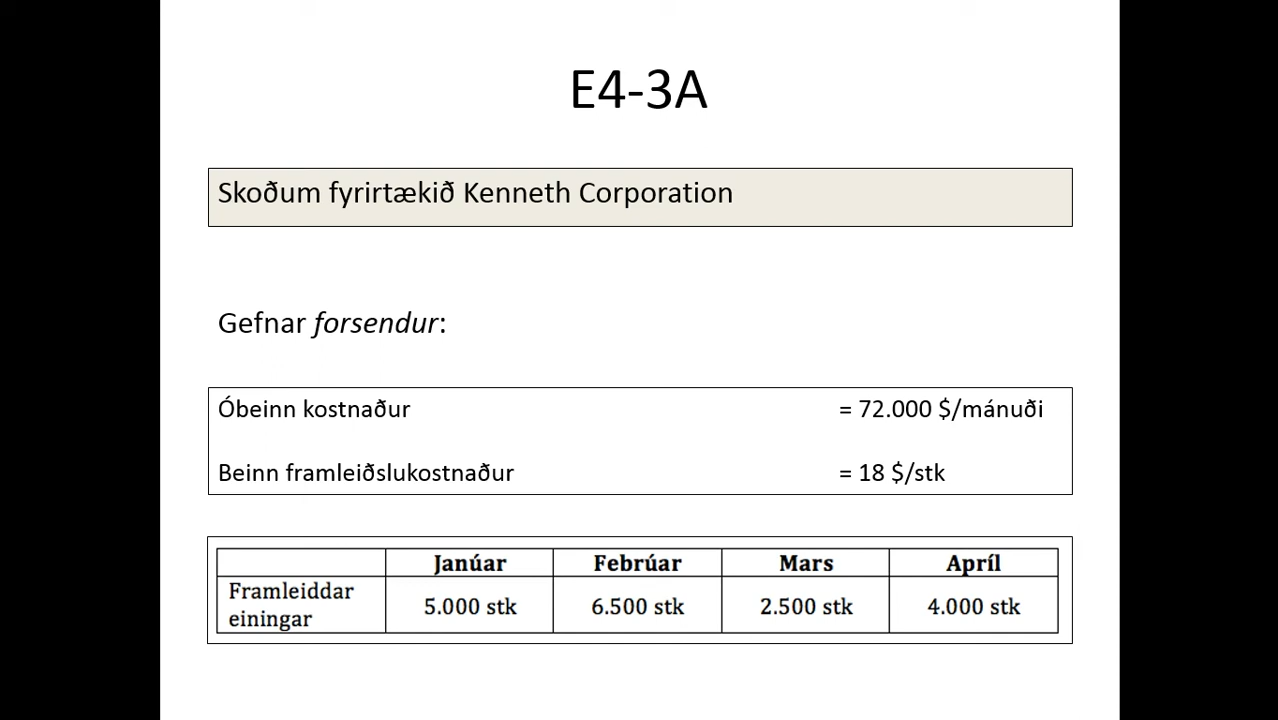 E4-3A
Skoðum fyrirtækið Kenneth Corporation
Gefnar forsendur:
Óbeinn kostnaður = 72.000 $/mánuði
Beinn framleiðslukostnaður = 18 $/stk
Janúar Febrúar Mars Apríl
Framleiddar
einingar 5.000 stk 6.500 stk 2.500 stk 4.000 stk